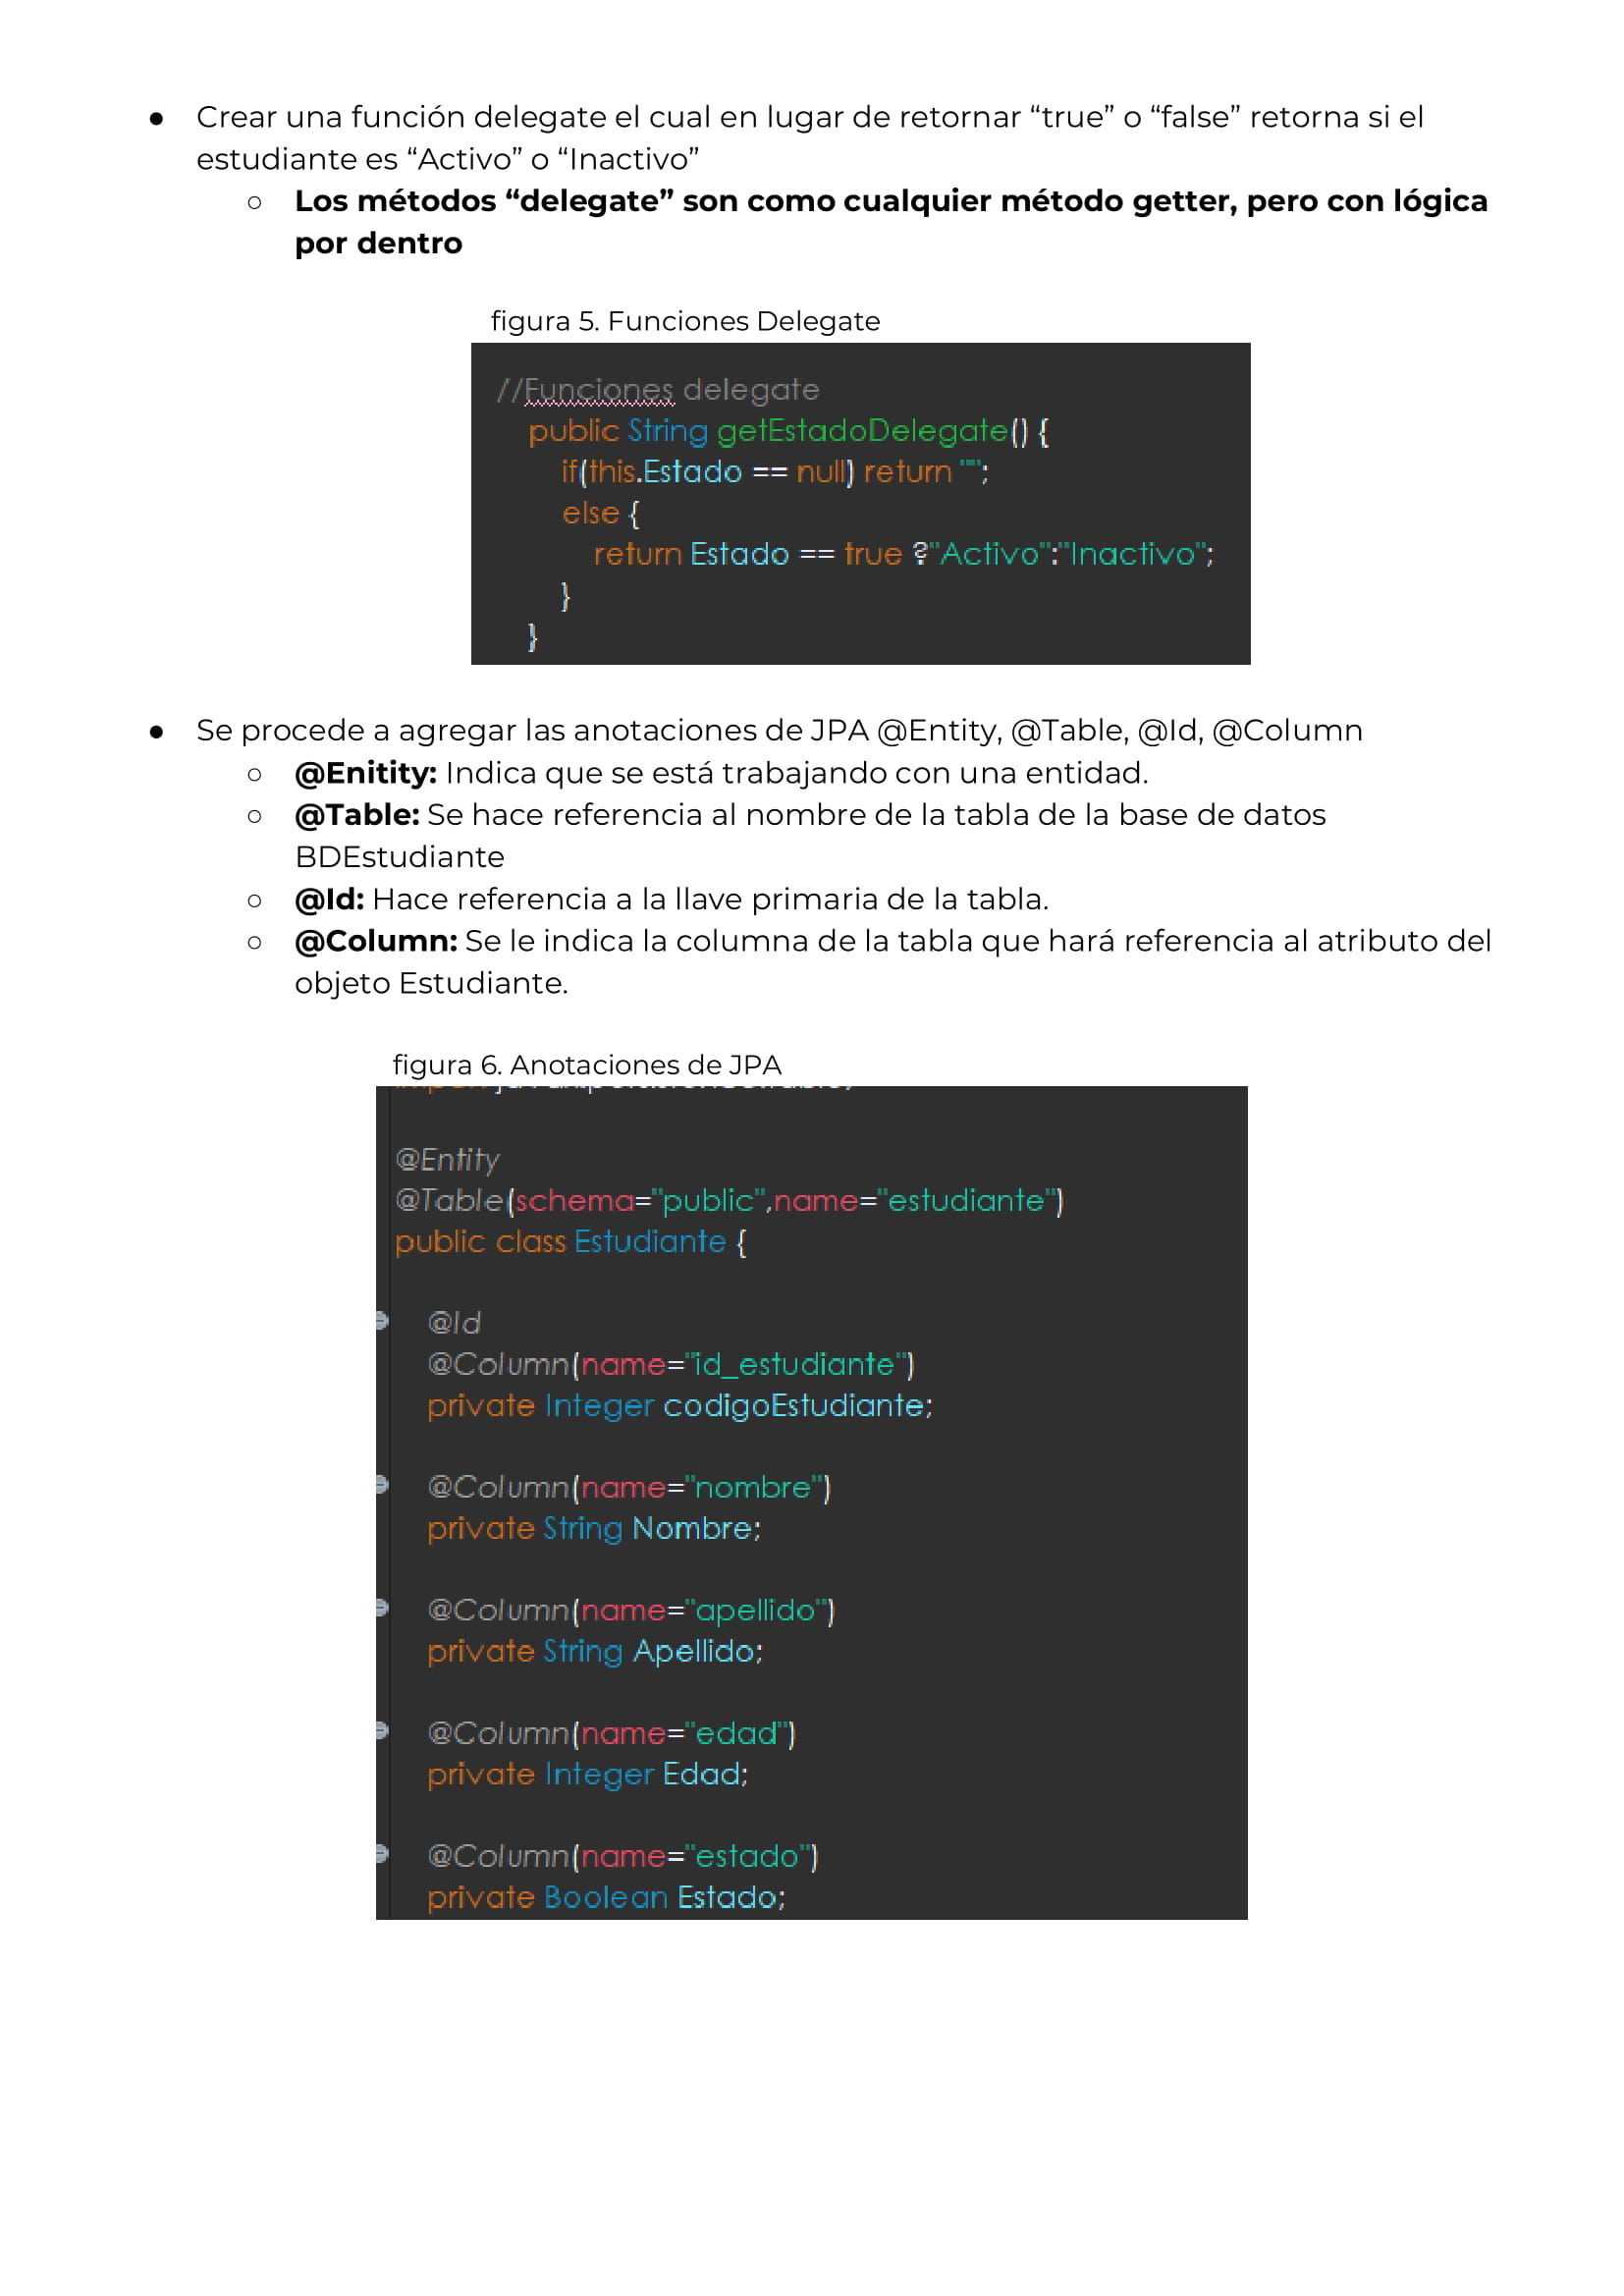 ● Crear una función delegate el cual en lugar de retornar “true” o “false” retorna si el
estudiante es “Activo” o “Inactivo”
○ Los métodos “delegate” son como cualquier método getter, pero con lógica
por dentro
figura 5. Funciones Delegate
//Funciones delegate
public String getEstadoDelegate() {
if(this.Estado == null) return "";
else {
return Estado == true ?"Activo":"Inactivo";
}
}
● Se procede a agregar las anotaciones de JPA @Entity, @Table, @Id, @Column
○ @Enitity: Indica que se está trabajando con una entidad.
○ @Table: Se hace referencia al nombre de la tabla de la base de datos
BDEstudiante
○ @Id: Hace referencia a la llave primaria de la tabla.
○ @Column: Se le indica la columna de la tabla que hará referencia al atributo del
objeto Estudiante.
figura 6. Anotaciones de JPA
@Entity
@Table(schema="public",name="estudiante")
public class Estudiante {
@Id
@Column(name="id_estudiante")
private Integer codigoEstudiante;
@Column(name="nombre")
private String Nombre;
@Column(name="apellido")
private String Apellido;
@Column(name="edad")
private Integer Edad;
@Column(name="estado")
private Boolean Estado;